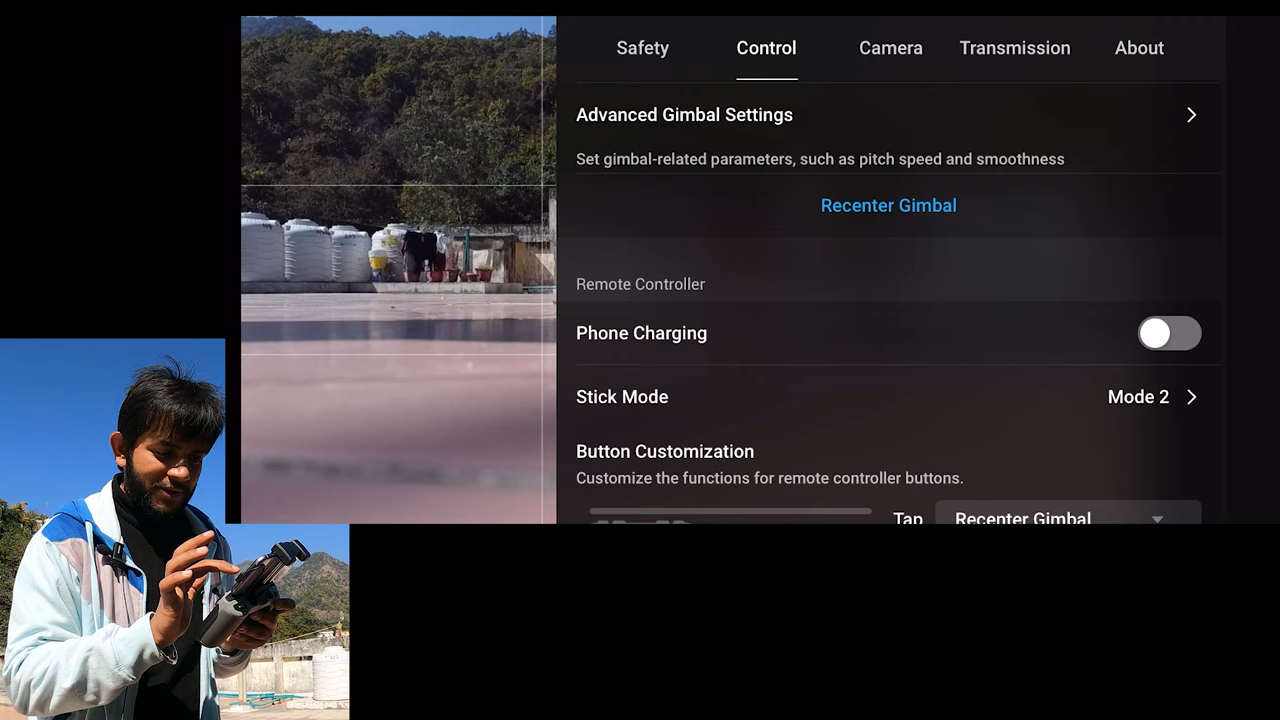 Safety Control Camera Transmission About
Advanced Gimbal Settings
Set gimbal-related parameters, such as pitch speed and smoothness
Recenter Gimbal
Remote Controller
Phone Charging
Stick Mode Mode 2
Button Customization
Customize the functions for remote controller buttons.
Tap Recenter Gimbal